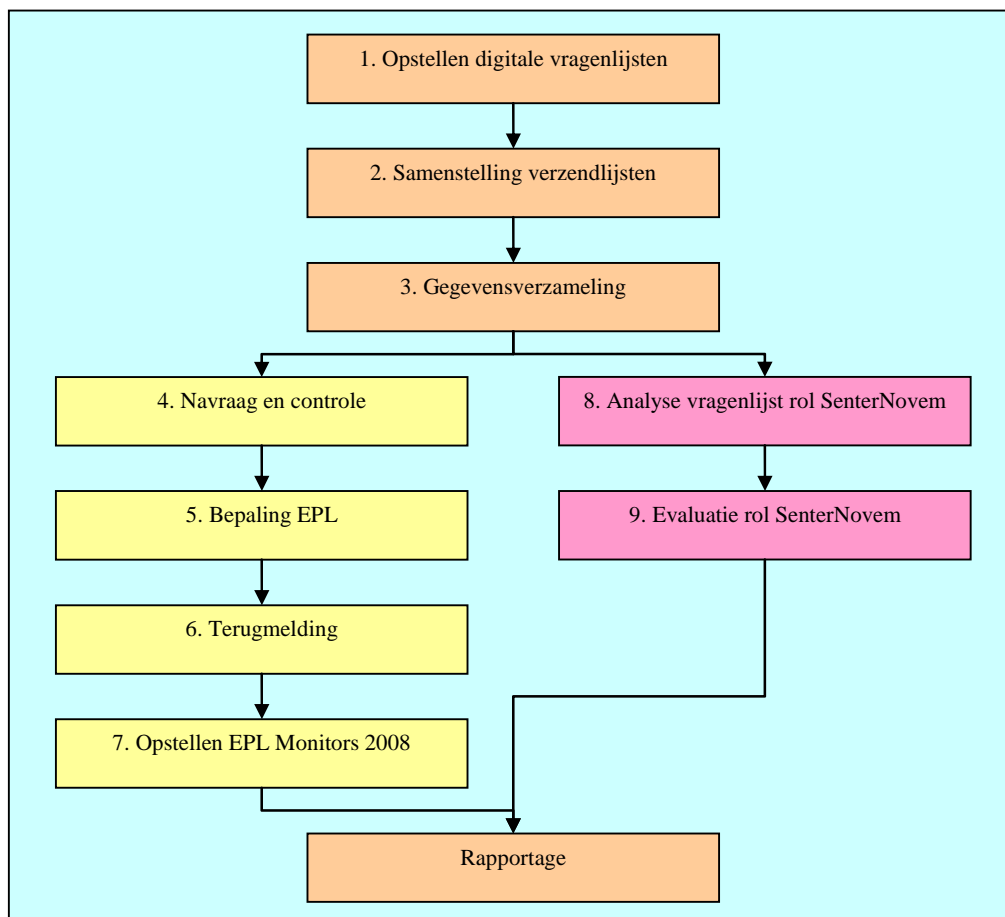 1. Opstellen digitale vragenlijsten
2. Samenstelling verzendlijsten
3. Gegevensverzameling
4. Navraag en controle
8. Analyse vragenlijst rol SenterNovem
5. Bepaling EPL
9. Evaluatie rol SenterNovem
6. Terugmelding
7. Opstellen EPL Monitors 2008
Rapportage